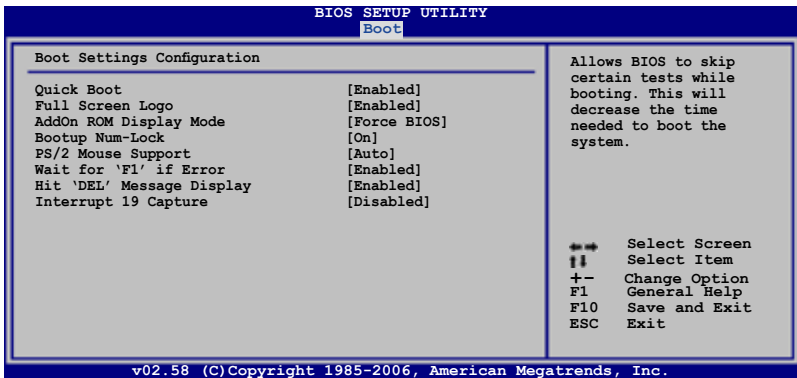 BIOS SETUP UTILITY
Boot
Boot Settings Configuration
Quick Boot [Enabled]
Full Screen Logo [Enabled]
AddOn ROM Display Mode [Force BIOS]
Bootup Num-Lock [On]
PS/2 Mouse Support [Auto]
Wait for ‘F1’ if Error [Enabled]
Hit ‘DEL’ Message Display [Enabled]
Interrupt 19 Capture [Disabled]
Allows BIOS to skip
certain tests while
booting. This will
decrease the time
needed to boot the
system.
←→ Select Screen
↑↓ Select Item
+- Change Option
F1 General Help
F10 Save and Exit
ESC Exit
v02.58 (C)Copyright 1985-2006, American Megatrends, Inc.